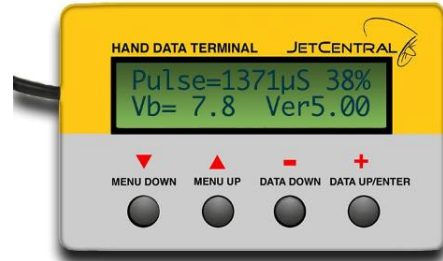 HAND DATA TERMINAL JETCENTRAL
Pulse=1371µS 38%
Vb= 7.8 Ver5.00
MENU DOWN MENU UP DATA DOWN DATA UP/ENTER